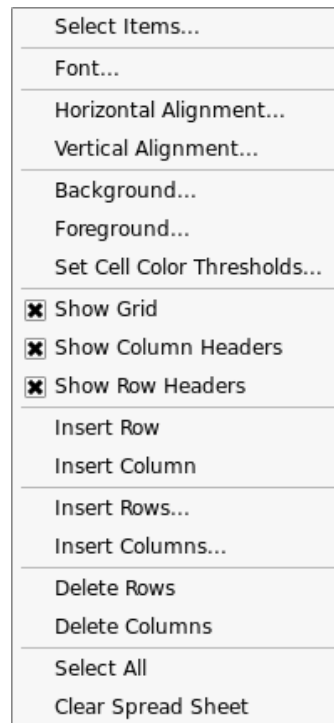 Select Items...
Font...
Horizontal Alignment...
Vertical Alignment...
Background...
Foreground...
Set Cell Color Thresholds...
Show Grid
Show Column Headers
Show Row Headers
Insert Row
Insert Column
Insert Rows...
Insert Columns...
Delete Rows
Delete Columns
Select All
Clear Spread Sheet